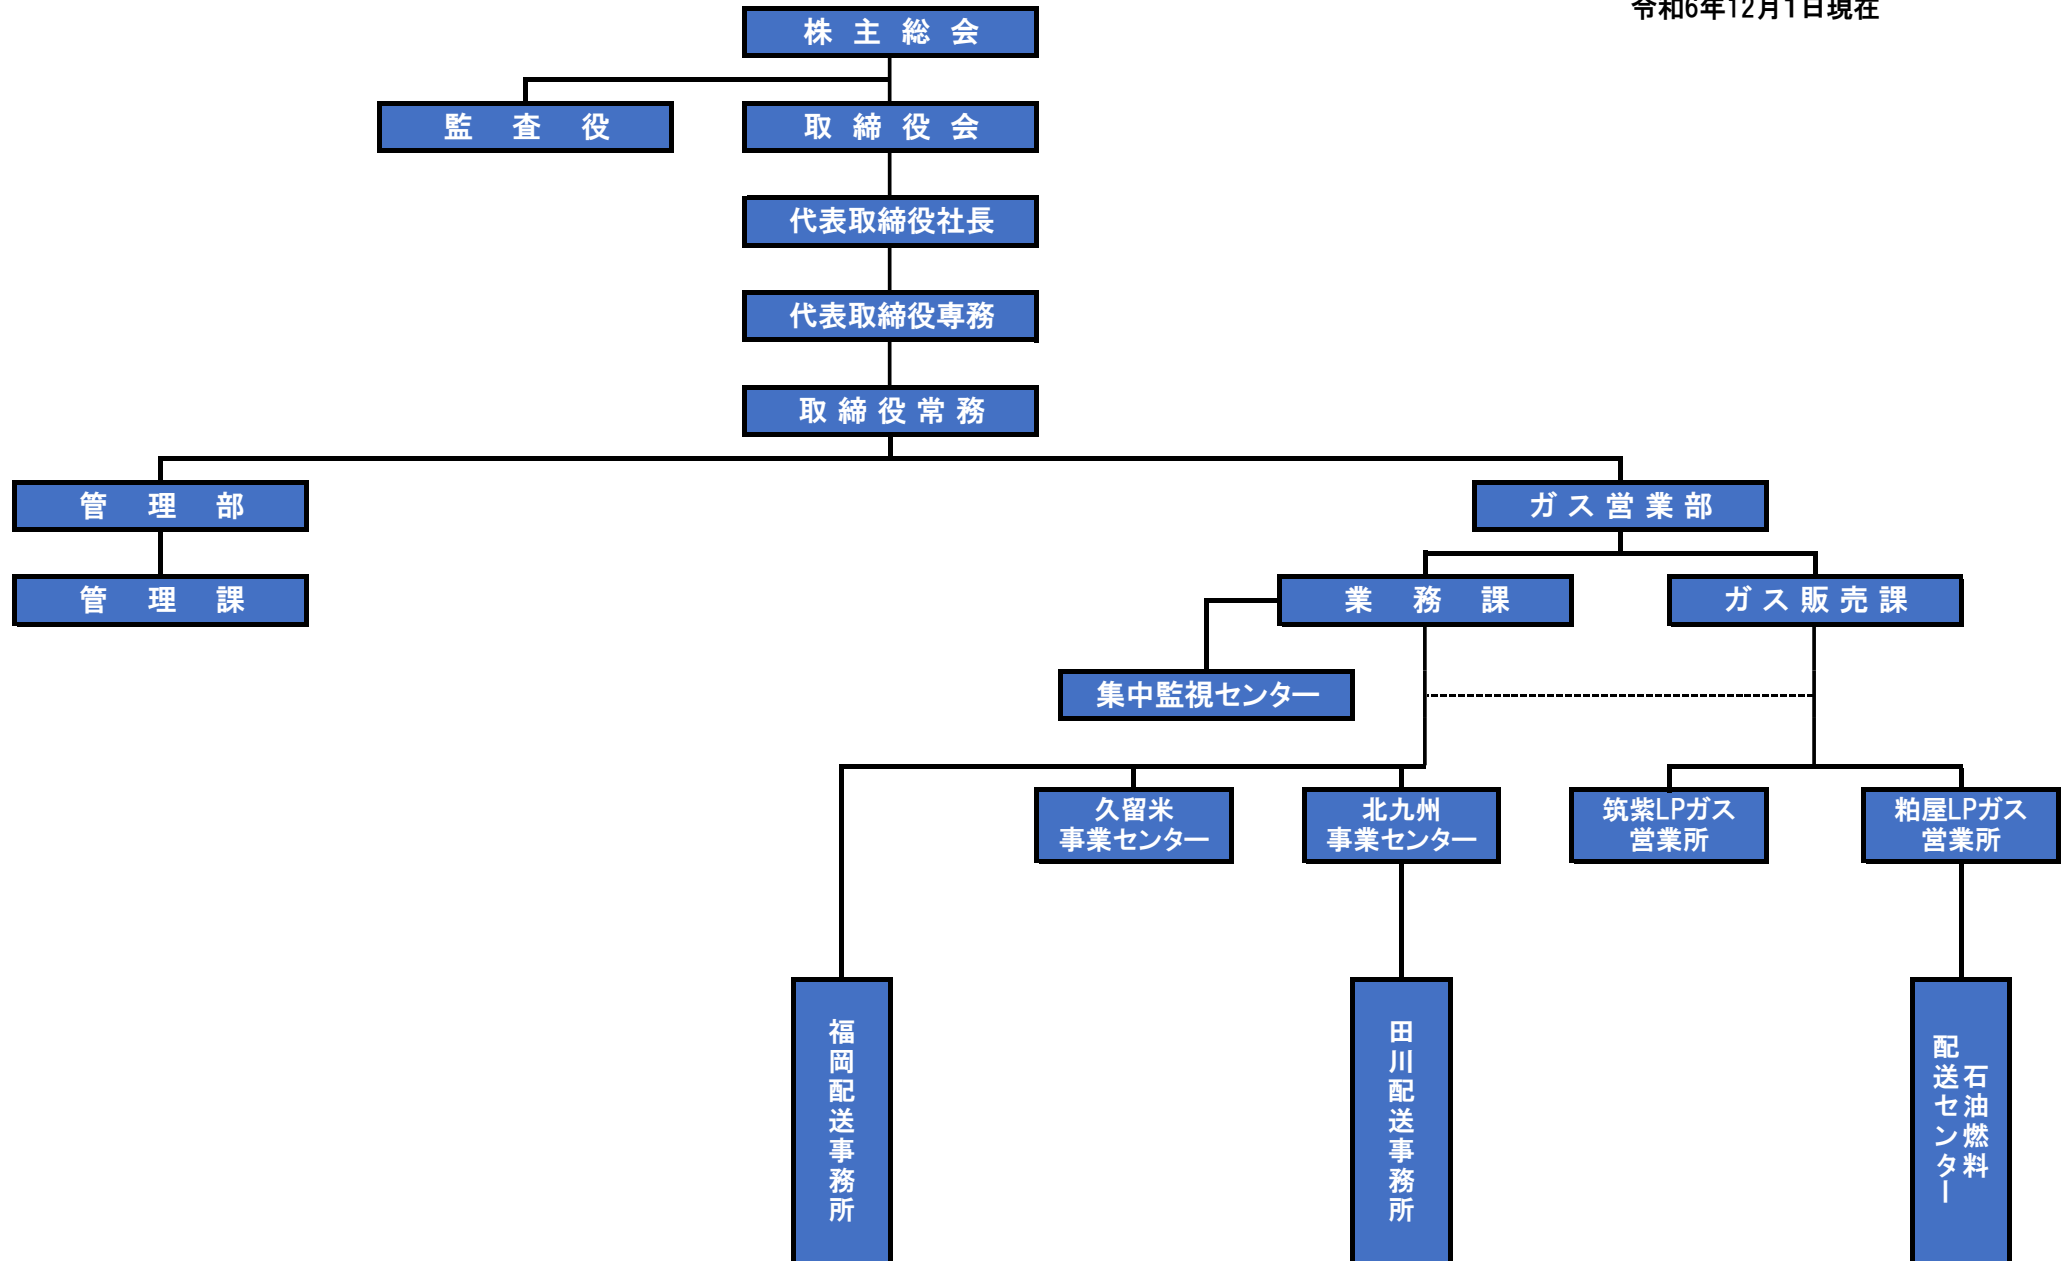 令和6年12月1日現在
株主総会
監査役
取締役会
代表取締役社長
代表取締役専務
取締役常務
管理部
ガス営業部
管理課
業務課
ガス販売課
集中監視センター
久留米
事業センター
北九州
事業センター
筑紫LPガス
営業所
粕屋LPガス
営業所
福岡配送事務所
田川配送事務所
石油燃料
配送センター